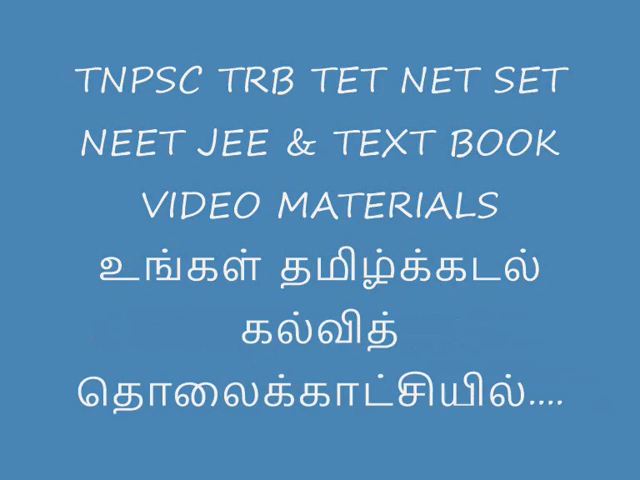 TNPSC TRB TET NET SET
NEET JEE & TEXT BOOK
VIDEO MATERIALS
உங்கள் தமிழ்க்கடல்
கல்வித்
தொலைக்காட்சியில்....